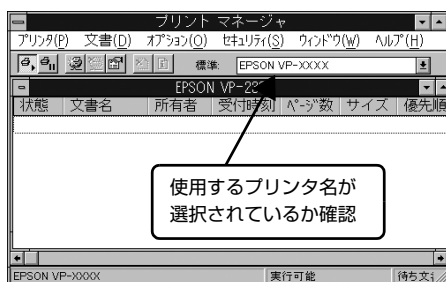 プリント マネージャ
プリンタ(P) 文書(D) オプション(O) セキュリティ(S) ウィンドウ(W) ヘルプ(H)
標準: EPSON VP-XXXX
EPSON VP-22
状態 文書名 所有者 受付時刻 ページ数 サイズ 優先順
使用するプリンタ名が
選択されているか確認
EPSON VP-XXXX 実行可能 待ち文